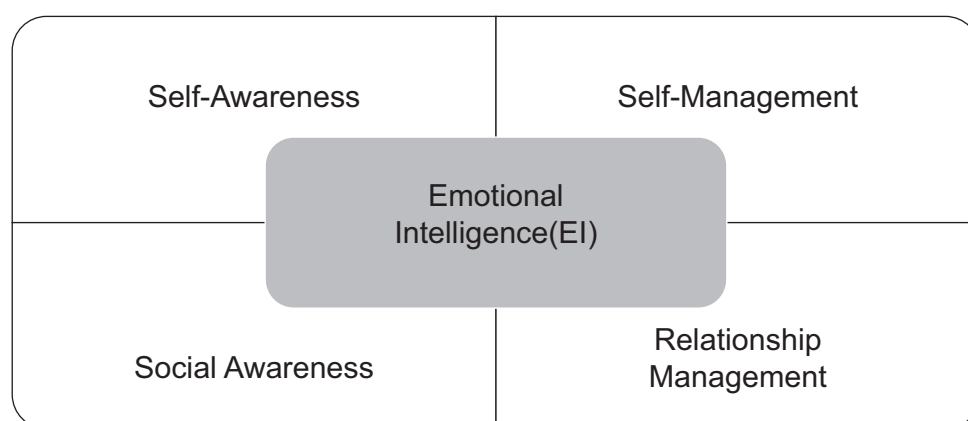 Self-Awareness
Self-Management
Emotional
Intelligence(EI)
Social Awareness
Relationship
Management